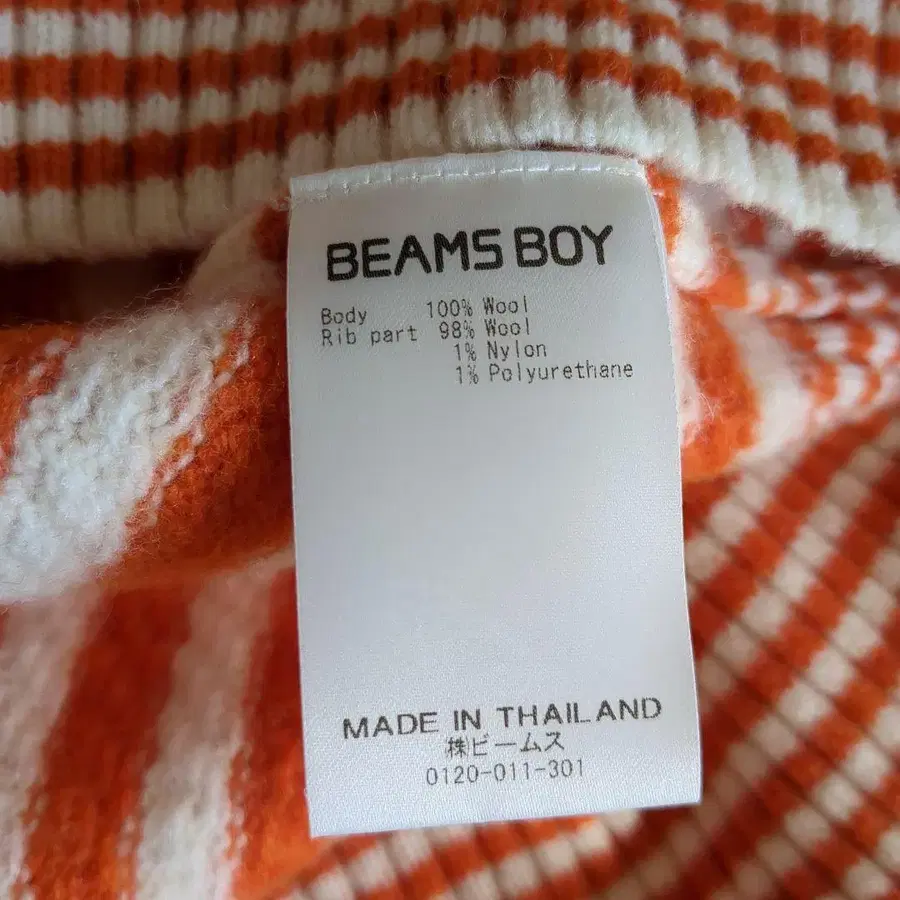 BEAMS BOY
Body 100% Wool
Rib part 98% Wool
1% Nylon
1% Polyurethane
MADE IN THAILAND
㈱ビームス
0120-011-301